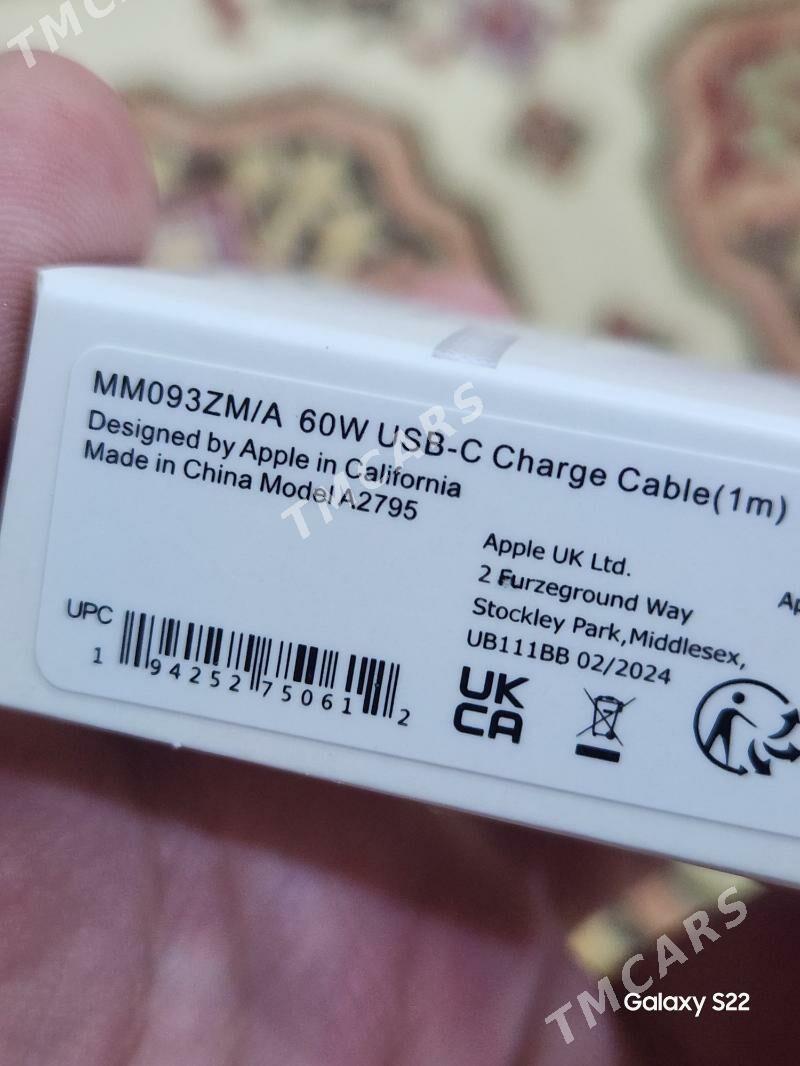 TMCARS
MM093ZM/A 60W USB-C Charge Cable(1m)
Designed by Apple in California
Made in China Model A2795
Apple UK Ltd.
2 Furzeground Way
Stockley Park,Middlesex,
UB111BB 02/2024
Ap
UPC
1 94252 75061 2
UK
CA
TMCARS
TMCARS
Galaxy S22